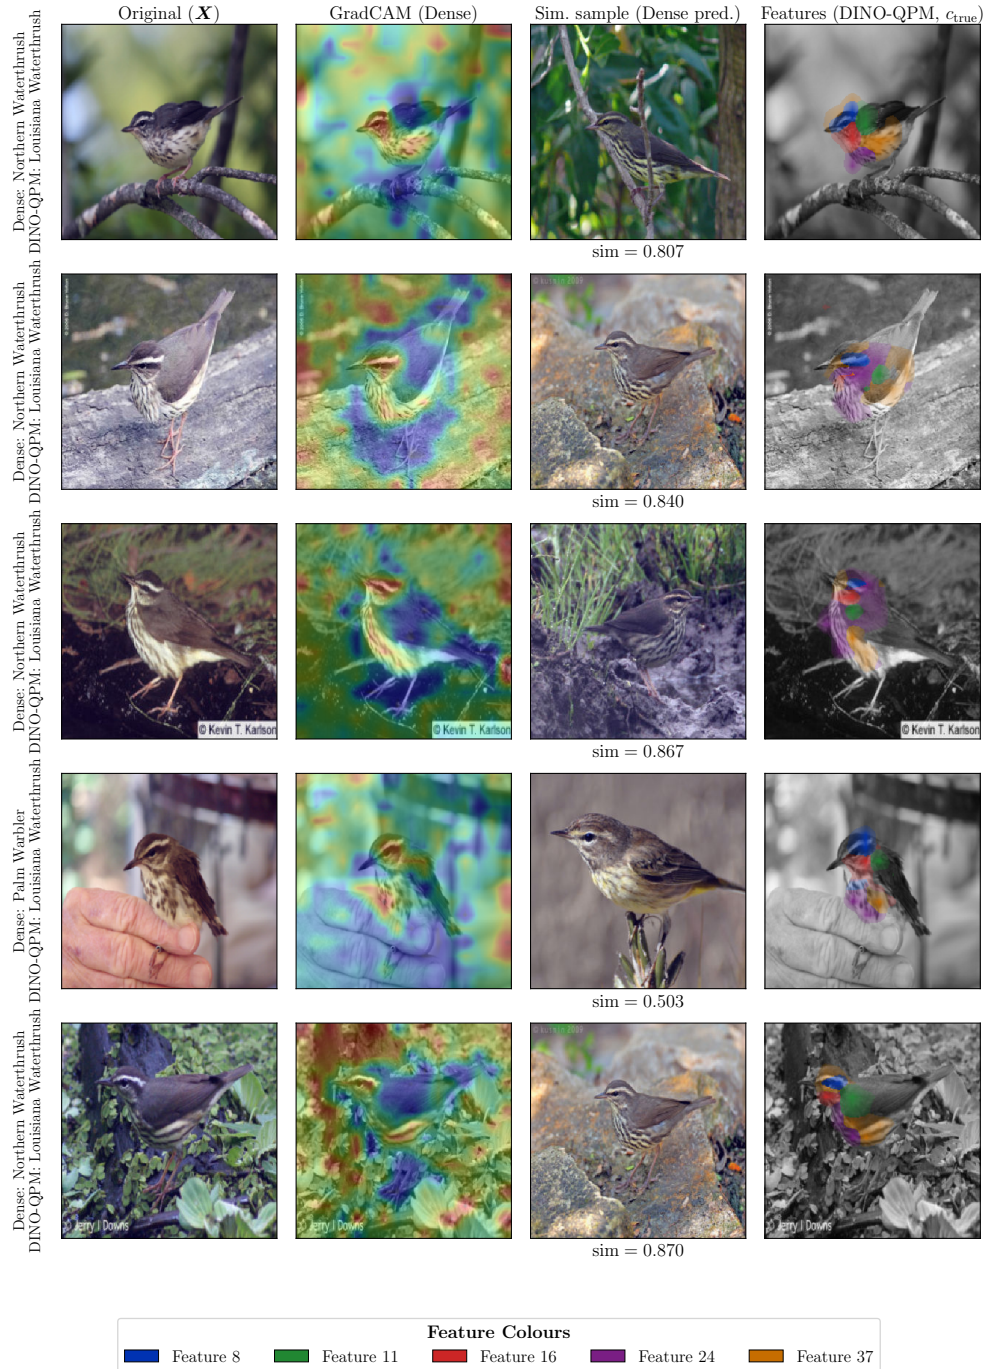 Original (X)
GradCAM (Dense)
Sim. sample (Dense pred.)
Features (DINO-QPM, c_true)
Dense: Northern Waterthrush
DINO-QPM: Louisiana Waterthrush
sim = 0.807
Dense: Northern Waterthrush
DINO-QPM: Louisiana Waterthrush
sim = 0.840
Dense: Northern Waterthrush
DINO-QPM: Louisiana Waterthrush
© Kevin T. Karlson
© Kevin T. Karlson
© Kevin T. Karlson
sim = 0.867
Dense: Palm Warbler
DINO-QPM: Louisiana Waterthrush
sim = 0.503
Dense: Northern Waterthrush
DINO-QPM: Louisiana Waterthrush
© Jerry I Downs
© Jerry I Downs
© Jerry I Downs
sim = 0.870
Feature Colours
Feature 8
Feature 11
Feature 16
Feature 24
Feature 37